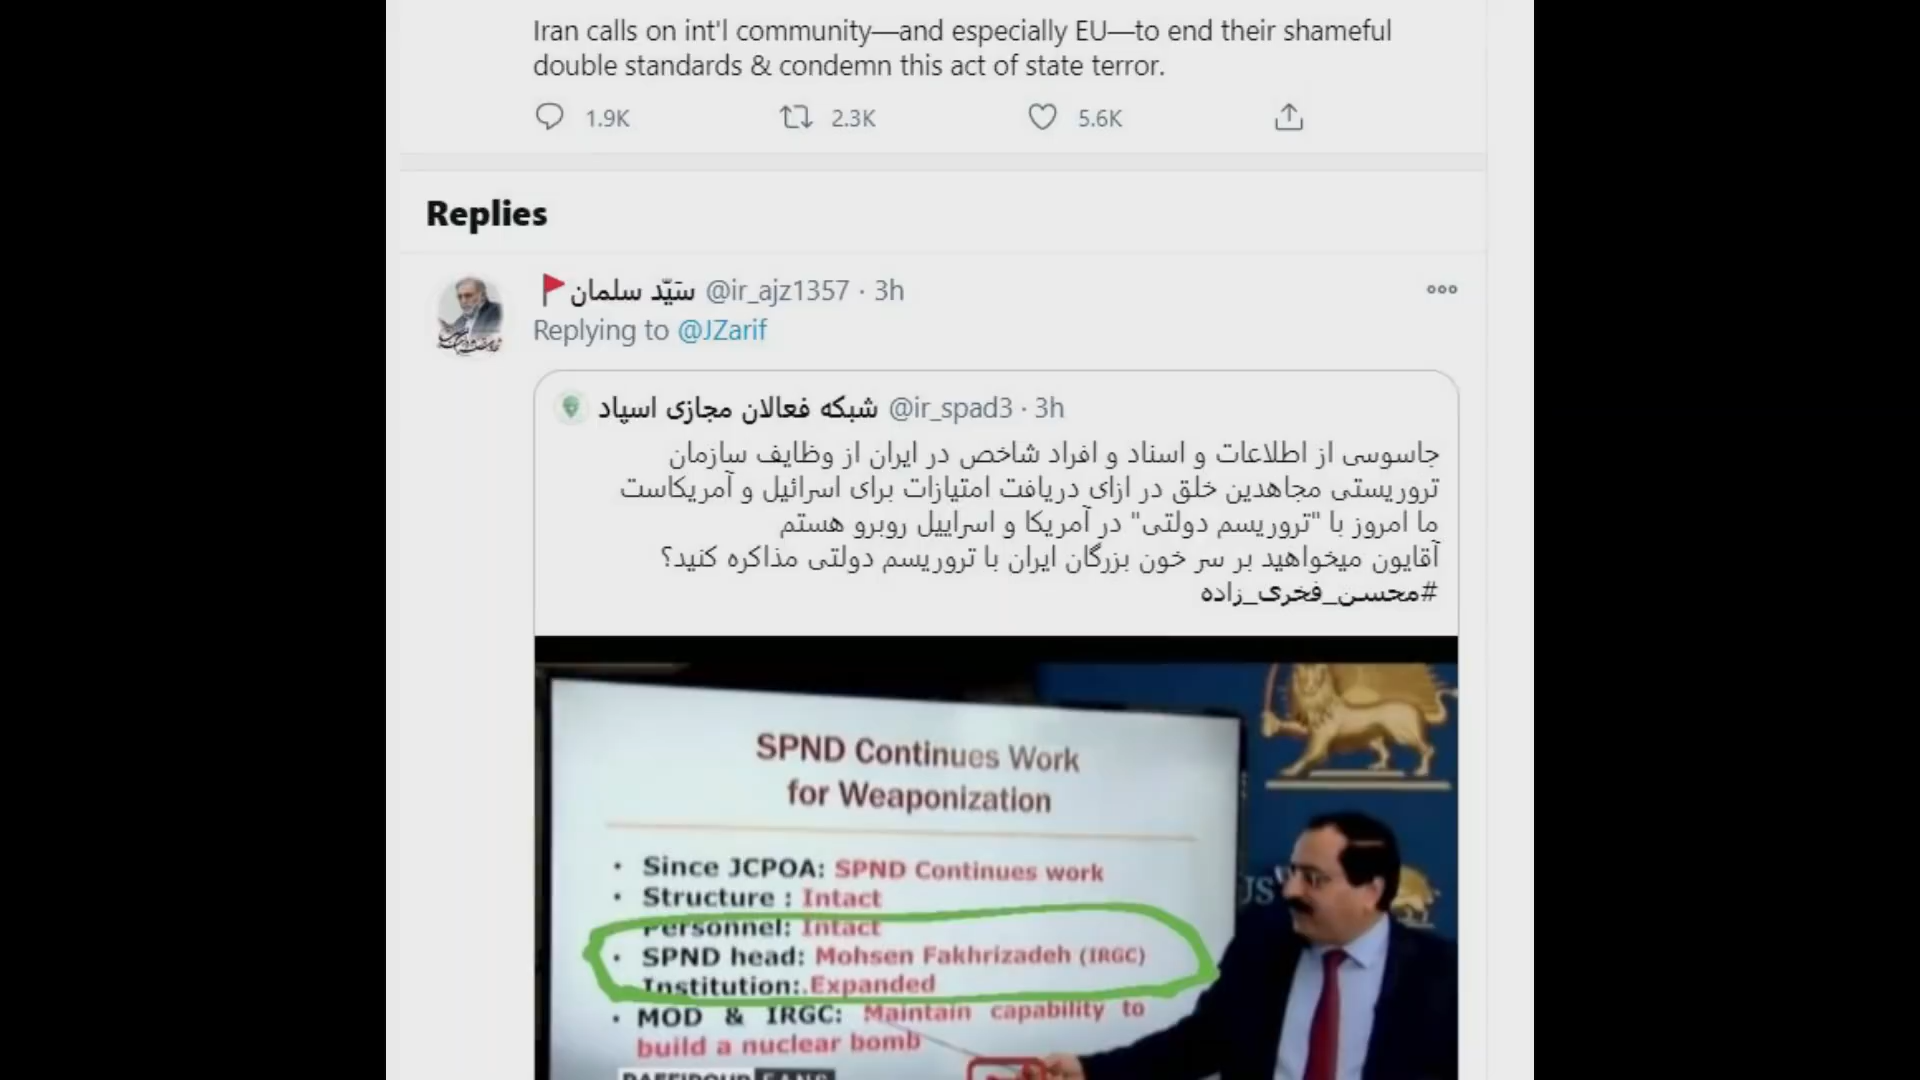 Iran calls on int'l community—and especially EU—to end their shameful
double standards & condemn this act of state terror.
1.9K 2.3K 5.6K
Replies
سَیّد سلمان @ir_ajz1357 · 3h
Replying to @JZarif
شبکه فعالان مجازی اسپاد @ir_spad3 · 3h
جاسوسی از اطلاعات و اسناد و افراد شاخص در ایران از وظایف سازمان
تروریستی مجاهدین خلق در ازای دریافت امتیازات برای اسرائیل و آمریکاست
ما امروز با "تروریسم دولتی" در آمریکا و اسراییل روبرو هستم
آقایون میخواهید بر سر خون بزرگان ایران با تروریسم دولتی مذاکره کنید؟
#محسن_فخری_زاده
SPND Continues Work
for Weaponization
• Since JCPOA: SPND Continues work
• Structure : Intact
Personnel: Intact
• SPND head: Mohsen Fakhrizadeh (IRGC)
Institution:.Expanded
• MOD & IRGC: Maintain capability to
build a nuclear bomb